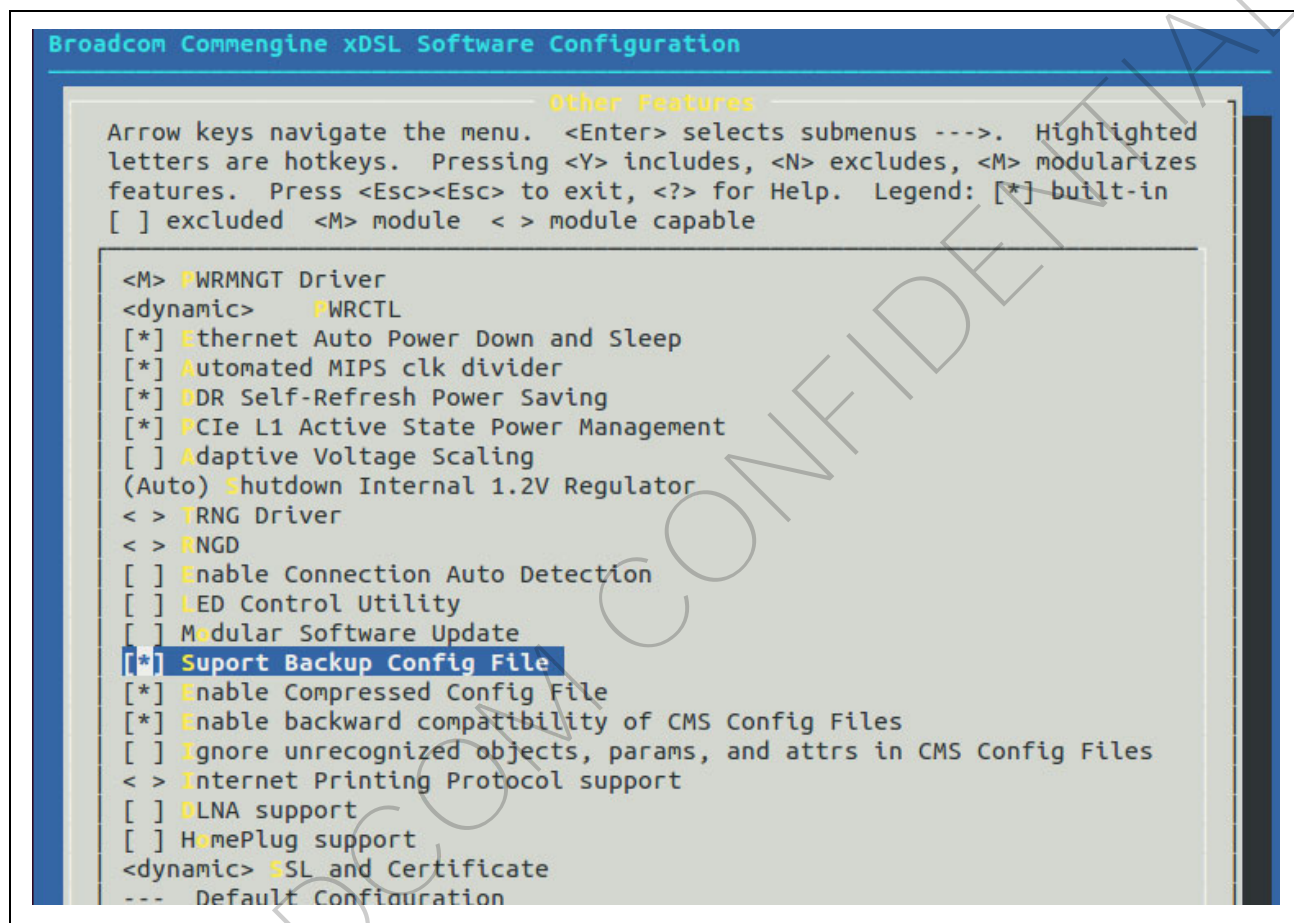 Broadcom Commengine xDSL Software Configuration
Other Features
Arrow keys navigate the menu.  <Enter> selects submenus --->.  Highlighted
letters are hotkeys.  Pressing <Y> includes, <N> excludes, <M> modularizes
features.  Press <Esc><Esc> to exit, <?> for Help.  Legend: [*] built-in
[ ] excluded  <M> module  < > module capable
<M> PWRMNGT Driver
<dynamic>    PWRCTL
[*] Ethernet Auto Power Down and Sleep
[*] Automated MIPS clk divider
[*] DDR Self-Refresh Power Saving
[*] PCIe L1 Active State Power Management
[ ] Adaptive Voltage Scaling
(Auto) Shutdown Internal 1.2V Regulator
< > TRNG Driver
< > RNGD
[ ] Enable Connection Auto Detection
[ ] LED Control Utility
[ ] Modular Software Update
[*] Suport Backup Config File
[*] Enable Compressed Config File
[*] Enable backward compatibility of CMS Config Files
[ ] Ignore unrecognized objects, params, and attrs in CMS Config Files
< > Internet Printing Protocol support
[ ] DLNA support
[ ] HomePlug support
<dynamic> SSL and Certificate
---  Default Configuration
DCOM CONFIDENTIAL